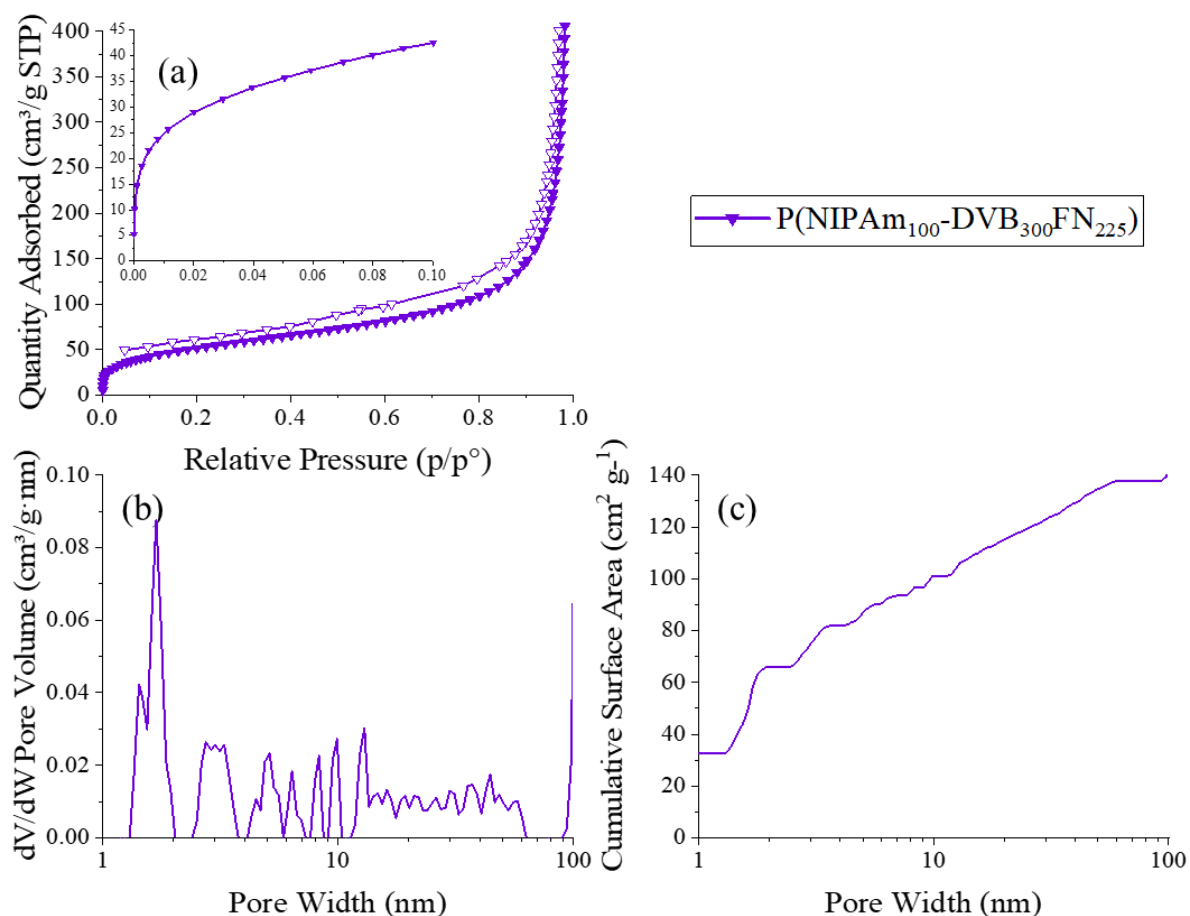 (a)
Quantity Adsorbed (cm³/g STP)
400
350
300
250
200
150
100
50
0
0.0 0.2 0.4 0.6 0.8 1.0
Relative Pressure (p/p°)
45
40
35
30
25
20
15
10
5
0
0.00 0.02 0.04 0.06 0.08 0.10
P(NIPAm₁₀₀-DVB₃₀₀FN₂₂₅)
(b)
dV/dW Pore Volume (cm³/g·nm)
0.10
0.08
0.06
0.04
0.02
0.00
1 10 100
Pore Width (nm)
(c)
Cumulative Surface Area (cm² g-¹)
140
120
100
80
60
40
20
0
1 10 100
Pore Width (nm)